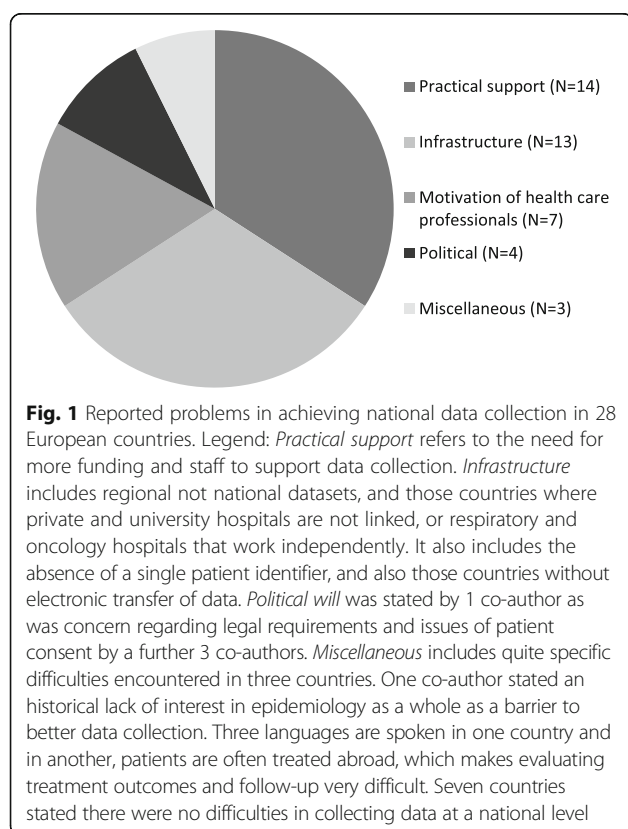 Practical support (N=14)
Infrastructure (N=13)
Motivation of health care
professionals (N=7)
Political (N=4)
Miscellaneous (N=3)
Fig. 1 Reported problems in achieving national data collection in 28
European countries. Legend: Practical support refers to the need for
more funding and staff to support data collection. Infrastructure
includes regional not national datasets, and those countries where
private and university hospitals are not linked, or respiratory and
oncology hospitals that work independently. It also includes the
absence of a single patient identifier, and also those countries without
electronic transfer of data. Political will was stated by 1 co-author as
was concern regarding legal requirements and issues of patient
consent by a further 3 co-authors. Miscellaneous includes quite specific
difficulties encountered in three countries. One co-author stated an
historical lack of interest in epidemiology as a whole as a barrier to
better data collection. Three languages are spoken in one country and
in another, patients are often treated abroad, which makes evaluating
treatment outcomes and follow-up very difficult. Seven countries
stated there were no difficulties in collecting data at a national level